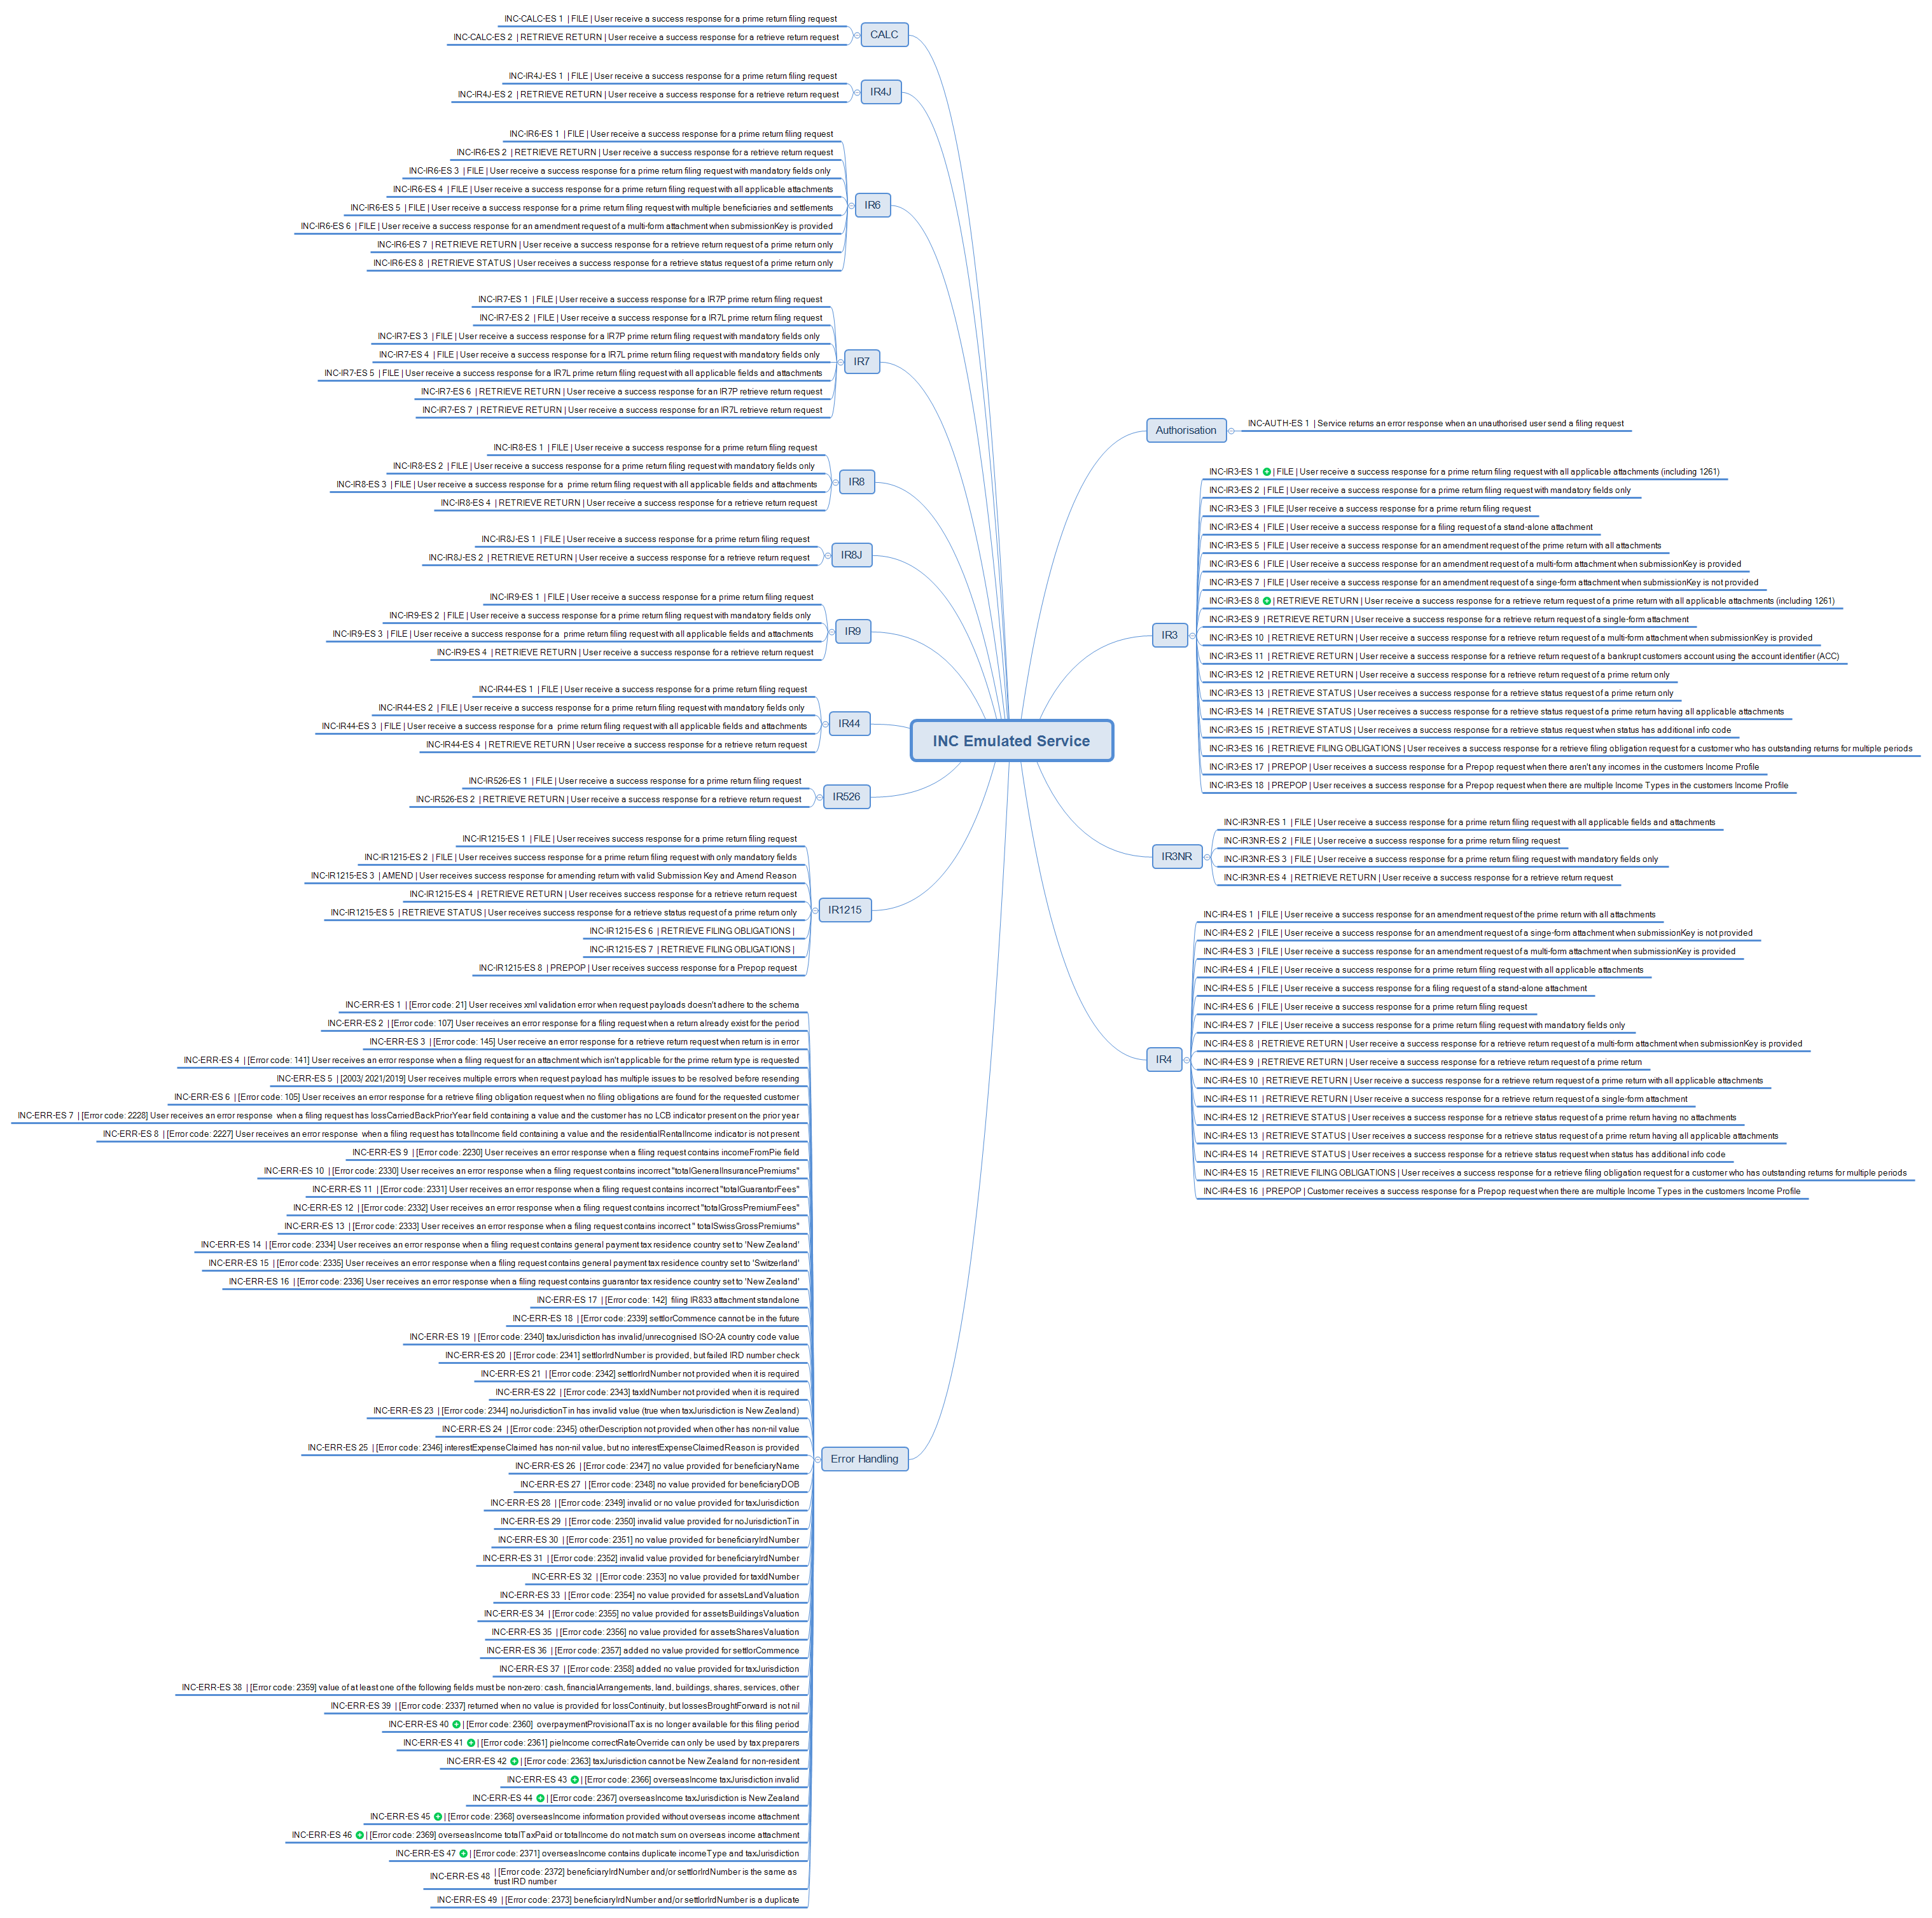 INC-CALC-ES 1 | FILE | User receive a success response for a prime return filing request
INC-CALC-ES 2 | RETRIEVE RETURN | User receive a success response for a retrieve return request
CALC
INC-IR4J-ES 1 | FILE | User receive a success response for a prime return filing request
INC-IR4J-ES 2 | RETRIEVE RETURN | User receive a success response for a retrieve return request
IR4J
INC-IR6-ES 1 | FILE | User receive a success response for a prime return filing request
INC-IR6-ES 2 | RETRIEVE RETURN | User receive a success response for a retrieve return request
INC-IR6-ES 3 | FILE | User receive a success response for a prime return filing request with mandatory fields only
INC-IR6-ES 4 | FILE | User receive a success response for a prime return filing request with all applicable attachments
INC-IR6-ES 5 | FILE | User receive a success response for a prime return filing request with multiple beneficiaries and settlements
INC-IR6-ES 6 | FILE | User receive a success response for an amendment request of a multi-form attachment when submissionKey is provided
INC-IR6-ES 7 | RETRIEVE RETURN | User receive a success response for a retrieve return request of a prime return only
INC-IR6-ES 8 | RETRIEVE STATUS | User receives a success response for a retrieve status request of a prime return only
IR6
INC-IR7-ES 1 | FILE | User receive a success response for a IR7P prime return filing request
INC-IR7-ES 2 | FILE | User receive a success response for a IR7L prime return filing request
INC-IR7-ES 3 | FILE | User receive a success response for a IR7P prime return filing request with mandatory fields only
INC-IR7-ES 4 | FILE | User receive a success response for a IR7L prime return filing request with mandatory fields only
INC-IR7-ES 5 | FILE | User receive a success response for a IR7L prime return filing request with all applicable fields and attachments
INC-IR7-ES 6 | RETRIEVE RETURN | User receive a success response for an IR7P retrieve return request
INC-IR7-ES 7 | RETRIEVE RETURN | User receive a success response for an IR7L retrieve return request
IR7
INC-IR8-ES 1 | FILE | User receive a success response for a prime return filing request
INC-IR8-ES 2 | FILE | User receive a success response for a prime return filing request with mandatory fields only
INC-IR8-ES 3 | FILE | User receive a success response for a prime return filing request with all applicable fields and attachments
INC-IR8-ES 4 | RETRIEVE RETURN | User receive a success response for a retrieve return request
IR8
INC-IR8J-ES 1 | FILE | User receive a success response for a prime return filing request
INC-IR8J-ES 2 | RETRIEVE RETURN | User receive a success response for a retrieve return request
IR8J
INC-IR9-ES 1 | FILE | User receive a success response for a prime return filing request
INC-IR9-ES 2 | FILE | User receive a success response for a prime return filing request with mandatory fields only
INC-IR9-ES 3 | FILE | User receive a success response for a prime return filing request with all applicable fields and attachments
INC-IR9-ES 4 | RETRIEVE RETURN | User receive a success response for a retrieve return request
IR9
INC-IR44-ES 1 | FILE | User receive a success response for a prime return filing request
INC-IR44-ES 2 | FILE | User receive a success response for a prime return filing request with mandatory fields only
INC-IR44-ES 3 | FILE | User receive a success response for a prime return filing request with all applicable fields and attachments
INC-IR44-ES 4 | RETRIEVE RETURN | User receive a success response for a retrieve return request
IR44
INC-IR526-ES 1 | FILE | User receive a success response for a prime return filing request
INC-IR526-ES 2 | RETRIEVE RETURN | User receive a success response for a retrieve return request
IR526
INC-IR1215-ES 1 | FILE | User receives success response for a prime return filing request
INC-IR1215-ES 2 | FILE | User receives success response for a prime return filing request with only mandatory fields
INC-IR1215-ES 3 | AMEND | User receives success response for amending return with valid Submission Key and Amend Reason
INC-IR1215-ES 4 | RETRIEVE RETURN | User receives success response for a retrieve return request
INC-IR1215-ES 5 | RETRIEVE STATUS | User receives success response for a retrieve status request of a prime return only
INC-IR1215-ES 6 | RETRIEVE FILING OBLIGATIONS |
INC-IR1215-ES 7 | RETRIEVE FILING OBLIGATIONS |
INC-IR1215-ES 8 | PREPOP | User receives success response for a Prepop request
IR1215
INC-ERR-ES 1 | [Error code: 21] User receives xml validation error when request payloads doesn't adhere to the schema
INC-ERR-ES 2 | [Error code: 107] User receives an error response for a filing request when a return already exist for the period
INC-ERR-ES 3 | [Error code: 145] User receive an error response for a retrieve return request when return is in error
INC-ERR-ES 4 | [Error code: 141] User receives an error response when a filing request for an attachment which isn't applicable for the prime return type is requested
INC-ERR-ES 5 | [2003/ 2021/2019] User receives multiple errors when request payload has multiple issues to be resolved before resending
INC-ERR-ES 6 | [Error code: 105] User receives an error response for a retrieve filing obligation request when no filing obligations are found for the requested customer
INC-ERR-ES 7 | [Error code: 2228] User receives an error response when a filing request has lossCarriedBackPriorYear field containing a value and the customer has no LCB indicator present on the prior year
INC-ERR-ES 8 | [Error code: 2227] User receives an error response when a filing request has totalIncome field containing a value and the residentialRentalIncome indicator is not present
INC-ERR-ES 9 | [Error code: 2230] User receives an error response when a filing request contains incomeFromPie field
INC-ERR-ES 10 | [Error code: 2330] User receives an error response when a filing request contains incorrect "totalGeneralInsurancePremiums"
INC-ERR-ES 11 | [Error code: 2331] User receives an error response when a filing request contains incorrect "totalGuarantorFees"
INC-ERR-ES 12 | [Error code: 2332] User receives an error response when a filing request contains incorrect "totalGrossPremiumFees"
INC-ERR-ES 13 | [Error code: 2333] User receives an error response when a filing request contains incorrect " totalSwissGrossPremiums"
INC-ERR-ES 14 | [Error code: 2334] User receives an error response when a filing request contains general payment tax residence country set to 'New Zealand'
INC-ERR-ES 15 | [Error code: 2335] User receives an error response when a filing request contains general payment tax residence country set to 'Switzerland'
INC-ERR-ES 16 | [Error code: 2336] User receives an error response when a filing request contains guarantor tax residence country set to 'New Zealand'
INC-ERR-ES 17 | [Error code: 142] filing IR833 attachment standalone
INC-ERR-ES 18 | [Error code: 2339] settlorCommence cannot be in the future
INC-ERR-ES 19 | [Error code: 2340] taxJurisdiction has invalid/unrecognised ISO-2A country code value
INC-ERR-ES 20 | [Error code: 2341] settlorIrdNumber is provided, but failed IRD number check
INC-ERR-ES 21 | [Error code: 2342] settlorIrdNumber not provided when it is required
INC-ERR-ES 22 | [Error code: 2343] taxIdNumber not provided when it is required
INC-ERR-ES 23 | [Error code: 2344] noJurisdictionTin has invalid value (true when taxJurisdiction is New Zealand)
INC-ERR-ES 24 | [Error code: 2345} otherDescription not provided when other has non-nil value
INC-ERR-ES 25 | [Error code: 2346] interestExpenseClaimed has non-nil value, but no interestExpenseClaimedReason is provided
INC-ERR-ES 26 | [Error code: 2347] no value provided for beneficiaryName
INC-ERR-ES 27 | [Error code: 2348] no value provided for beneficiaryDOB
INC-ERR-ES 28 | [Error code: 2349] invalid or no value provided for taxJurisdiction
INC-ERR-ES 29 | [Error code: 2350] invalid value provided for noJurisdictionTin
INC-ERR-ES 30 | [Error code: 2351] no value provided for beneficiaryIrdNumber
INC-ERR-ES 31 | [Error code: 2352] invalid value provided for beneficiaryIrdNumber
INC-ERR-ES 32 | [Error code: 2353] no value provided for taxIdNumber
INC-ERR-ES 33 | [Error code: 2354] no value provided for assetsLandValuation
INC-ERR-ES 34 | [Error code: 2355] no value provided for assetsBuildingsValuation
INC-ERR-ES 35 | [Error code: 2356] no value provided for assetsSharesValuation
INC-ERR-ES 36 | [Error code: 2357] added no value provided for settlorCommence
INC-ERR-ES 37 | [Error code: 2358] added no value provided for taxJurisdiction
INC-ERR-ES 38 | [Error code: 2359] value of at least one of the following fields must be non-zero: cash, financialArrangements, land, buildings, shares, services, other
INC-ERR-ES 39 | [Error code: 2337] returned when no value is provided for lossContinuity, but lossesBroughtForward is not nil
INC-ERR-ES 40 | [Error code: 2360] overpaymentProvisionalTax is no longer available for this filing period
INC-ERR-ES 41 | [Error code: 2361] pieIncome correctRateOverride can only be used by tax preparers
INC-ERR-ES 42 | [Error code: 2363] taxJurisdiction cannot be New Zealand for non-resident
INC-ERR-ES 43 | [Error code: 2366] overseasIncome taxJurisdiction invalid
INC-ERR-ES 44 | [Error code: 2367] overseasIncome taxJurisdiction is New Zealand
INC-ERR-ES 45 | [Error code: 2368] overseasIncome information provided without overseas income attachment
INC-ERR-ES 46 | [Error code: 2369] overseasIncome totalTaxPaid or totalIncome do not match sum on overseas income attachment
INC-ERR-ES 47 | [Error code: 2371] overseasIncome contains duplicate incomeType and taxJurisdiction
INC-ERR-ES 48 | [Error code: 2372] beneficiaryIrdNumber and/or settlorIrdNumber is the same as
trust IRD number
INC-ERR-ES 49 | [Error code: 2373] beneficiaryIrdNumber and/or settlorIrdNumber is a duplicate
Error Handling
INC Emulated Service
Authorisation
INC-AUTH-ES 1 | Service returns an error response when an unauthorised user send a filing request
IR3
INC-IR3-ES 1 | FILE | User receive a success response for a prime return filing request with all applicable attachments (including 1261)
INC-IR3-ES 2 | FILE | User receive a success response for a prime return filing request with mandatory fields only
INC-IR3-ES 3 | FILE |User receive a success response for a prime return filing request
INC-IR3-ES 4 | FILE | User receive a success response for a filing request of a stand-alone attachment
INC-IR3-ES 5 | FILE | User receive a success response for an amendment request of the prime return with all attachments
INC-IR3-ES 6 | FILE | User receive a success response for an amendment request of a multi-form attachment when submissionKey is provided
INC-IR3-ES 7 | FILE | User receive a success response for an amendment request of a singe-form attachment when submissionKey is not provided
INC-IR3-ES 8 | RETRIEVE RETURN | User receive a success response for a retrieve return request of a prime return with all applicable attachments (including 1261)
INC-IR3-ES 9 | RETRIEVE RETURN | User receive a success response for a retrieve return request of a single-form attachment
INC-IR3-ES 10 | RETRIEVE RETURN | User receive a success response for a retrieve return request of a multi-form attachment when submissionKey is provided
INC-IR3-ES 11 | RETRIEVE RETURN | User receive a success response for a retrieve return request of a bankrupt customers account using the account identifier (ACC)
INC-IR3-ES 12 | RETRIEVE RETURN | User receive a success response for a retrieve return request of a prime return only
INC-IR3-ES 13 | RETRIEVE STATUS | User receives a success response for a retrieve status request of a prime return only
INC-IR3-ES 14 | RETRIEVE STATUS | User receives a success response for a retrieve status request of a prime return having all applicable attachments
INC-IR3-ES 15 | RETRIEVE STATUS | User receives a success response for a retrieve status request when status has additional info code
INC-IR3-ES 16 | RETRIEVE FILING OBLIGATIONS | User receives a success response for a retrieve filing obligation request for a customer who has outstanding returns for multiple periods
INC-IR3-ES 17 | PREPOP | User receives a success response for a Prepop request when there aren't any incomes in the customers Income Profile
INC-IR3-ES 18 | PREPOP | User receives a success response for a Prepop request when there are multiple Income Types in the customers Income Profile
IR3NR
INC-IR3NR-ES 1 | FILE | User receive a success response for a prime return filing request with all applicable fields and attachments
INC-IR3NR-ES 2 | FILE | User receive a success response for a prime return filing request
INC-IR3NR-ES 3 | FILE | User receive a success response for a prime return filing request with mandatory fields only
INC-IR3NR-ES 4 | RETRIEVE RETURN | User receive a success response for a retrieve return request
IR4
INC-IR4-ES 1 | FILE | User receive a success response for an amendment request of the prime return with all attachments
INC-IR4-ES 2 | FILE | User receive a success response for an amendment request of a singe-form attachment when submissionKey is not provided
INC-IR4-ES 3 | FILE | User receive a success response for an amendment request of a multi-form attachment when submissionKey is provided
INC-IR4-ES 4 | FILE | User receive a success response for a prime return filing request with all applicable attachments
INC-IR4-ES 5 | FILE | User receive a success response for a filing request of a stand-alone attachment
INC-IR4-ES 6 | FILE | User receive a success response for a prime return filing request
INC-IR4-ES 7 | FILE | User receive a success response for a prime return filing request with mandatory fields only
INC-IR4-ES 8 | RETRIEVE RETURN | User receive a success response for a retrieve return request of a multi-form attachment when submissionKey is provided
INC-IR4-ES 9 | RETRIEVE RETURN | User receive a success response for a retrieve return request of a prime return
INC-IR4-ES 10 | RETRIEVE RETURN | User receive a success response for a retrieve return request of a prime return with all applicable attachments
INC-IR4-ES 11 | RETRIEVE RETURN | User receive a success response for a retrieve return request of a single-form attachment
INC-IR4-ES 12 | RETRIEVE STATUS | User receives a success response for a retrieve status request of a prime return having no attachments
INC-IR4-ES 13 | RETRIEVE STATUS | User receives a success response for a retrieve status request of a prime return having all applicable attachments
INC-IR4-ES 14 | RETRIEVE STATUS | User receives a success response for a retrieve status request when status has additional info code
INC-IR4-ES 15 | RETRIEVE FILING OBLIGATIONS | User receives a success response for a retrieve filing obligation request for a customer who has outstanding returns for multiple periods
INC-IR4-ES 16 | PREPOP | Customer receives a success response for a Prepop request when there are multiple Income Types in the customers Income Profile